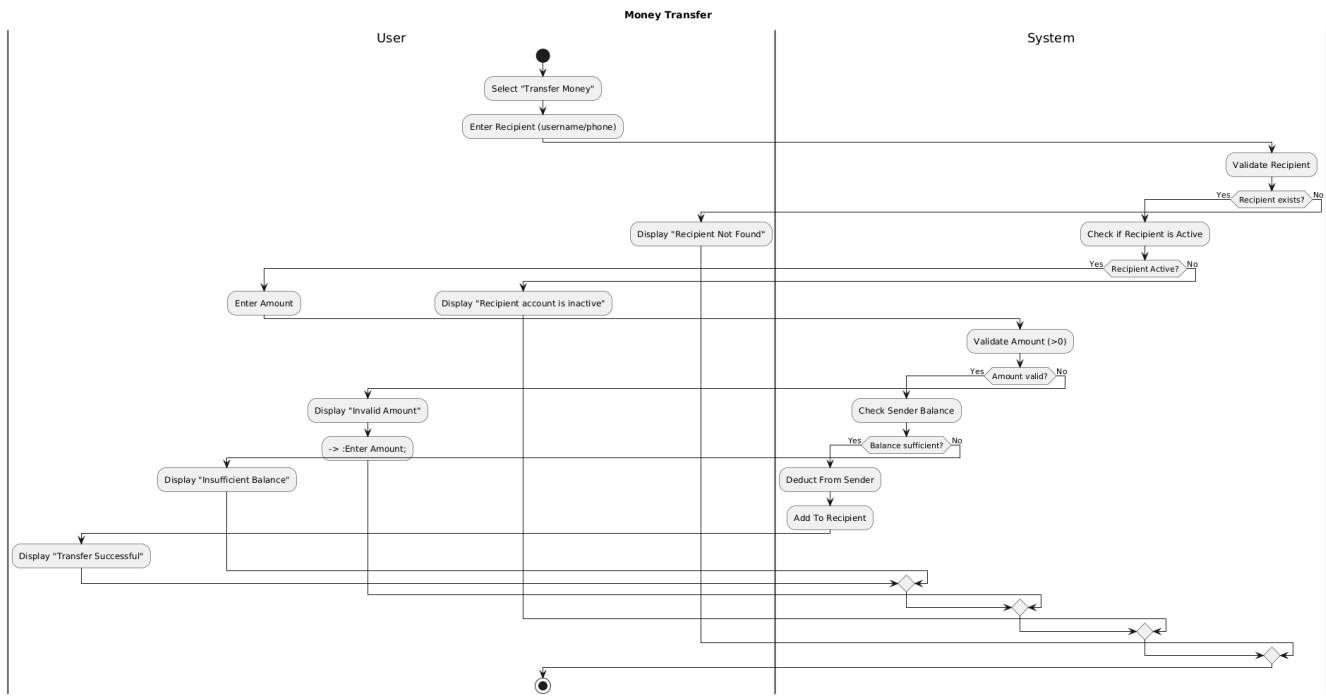 Money Transfer
User
System
Select "Transfer Money"
Enter Recipient (username/phone)
Validate Recipient
Yes
Recipient exists?
No
Display "Recipient Not Found"
Check if Recipient is Active
Yes
Recipient Active?
No
Enter Amount
Display "Recipient account is inactive"
Validate Amount (>0)
Yes
Amount valid?
No
Display "Invalid Amount"
Check Sender Balance
-> :Enter Amount;
Yes
Balance sufficient?
No
Display "Insufficient Balance"
Deduct From Sender
Add To Recipient
Display "Transfer Successful"